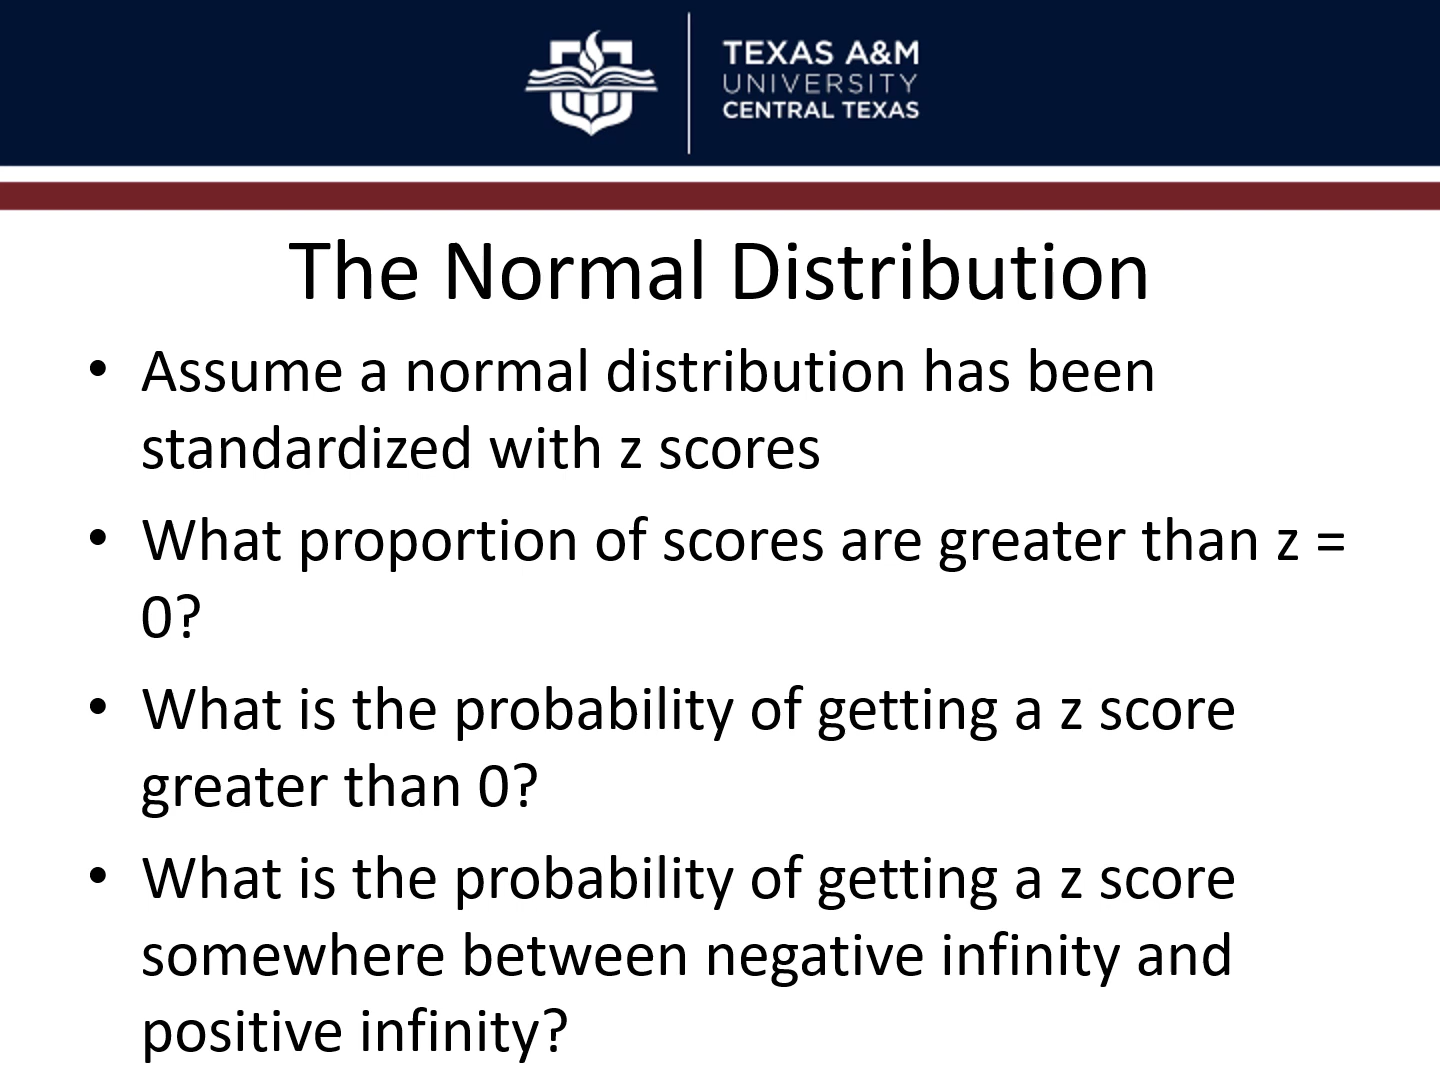 TEXAS A&M
UNIVERSITY
CENTRAL TEXAS
The Normal Distribution
• Assume a normal distribution has been
standardized with z scores
• What proportion of scores are greater than z =
0?
• What is the probability of getting a z score
greater than 0?
• What is the probability of getting a z score
somewhere between negative infinity and
positive infinity?